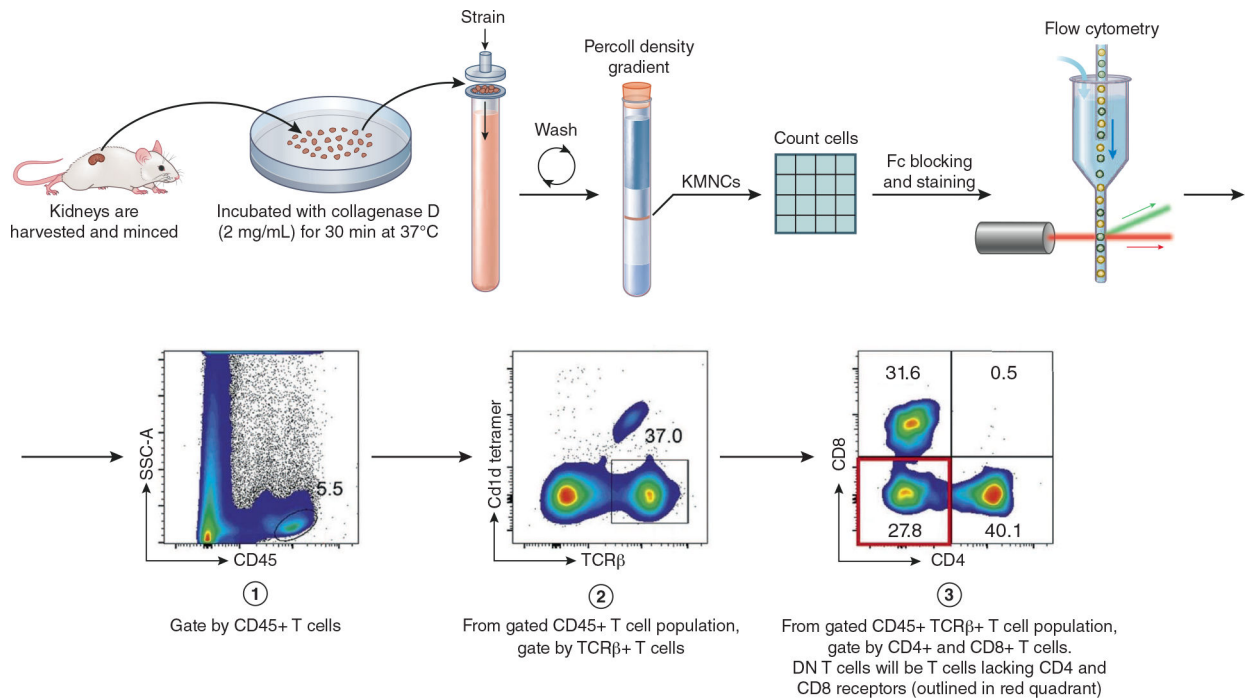 Strain
Flow cytometry
Percoll density
gradient
Wash
Count cells
KMNCs
Fc blocking
and staining
Kidneys are
harvested and minced
Incubated with collagenase D
(2 mg/mL) for 30 min at 37°C
SSC-A
5.5
CD45
1
Gate by CD45+ T cells
Cd1d tetramer
37.0
TCRβ
2
From gated CD45+ T cell population,
gate by TCRβ+ T cells
CD8
31.6
0.5
27.8
40.1
CD4
3
From gated CD45+ TCRβ+ T cell population,
gate by CD4+ and CD8+ T cells.
DN T cells will be T cells lacking CD4 and
CD8 receptors (outlined in red quadrant)